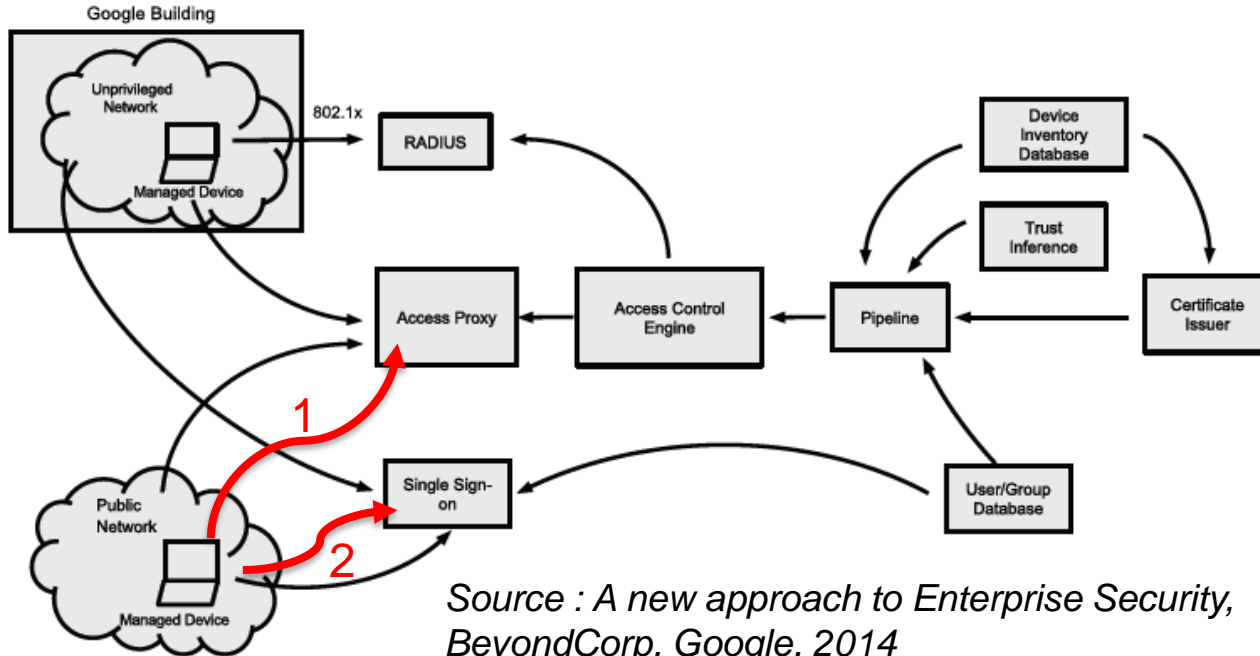 Google Building
Unprivileged
Network
Managed Device
802.1x
RADIUS
Device
Inventory
Database
Trust
Inference
Access Proxy
Access Control
Engine
Pipeline
Certificate
Issuer
1
Public
Network
Managed Device
Single Sign-
on
2
User/Group
Database
Source : A new approach to Enterprise Security,
BeyondCorp, Google, 2014